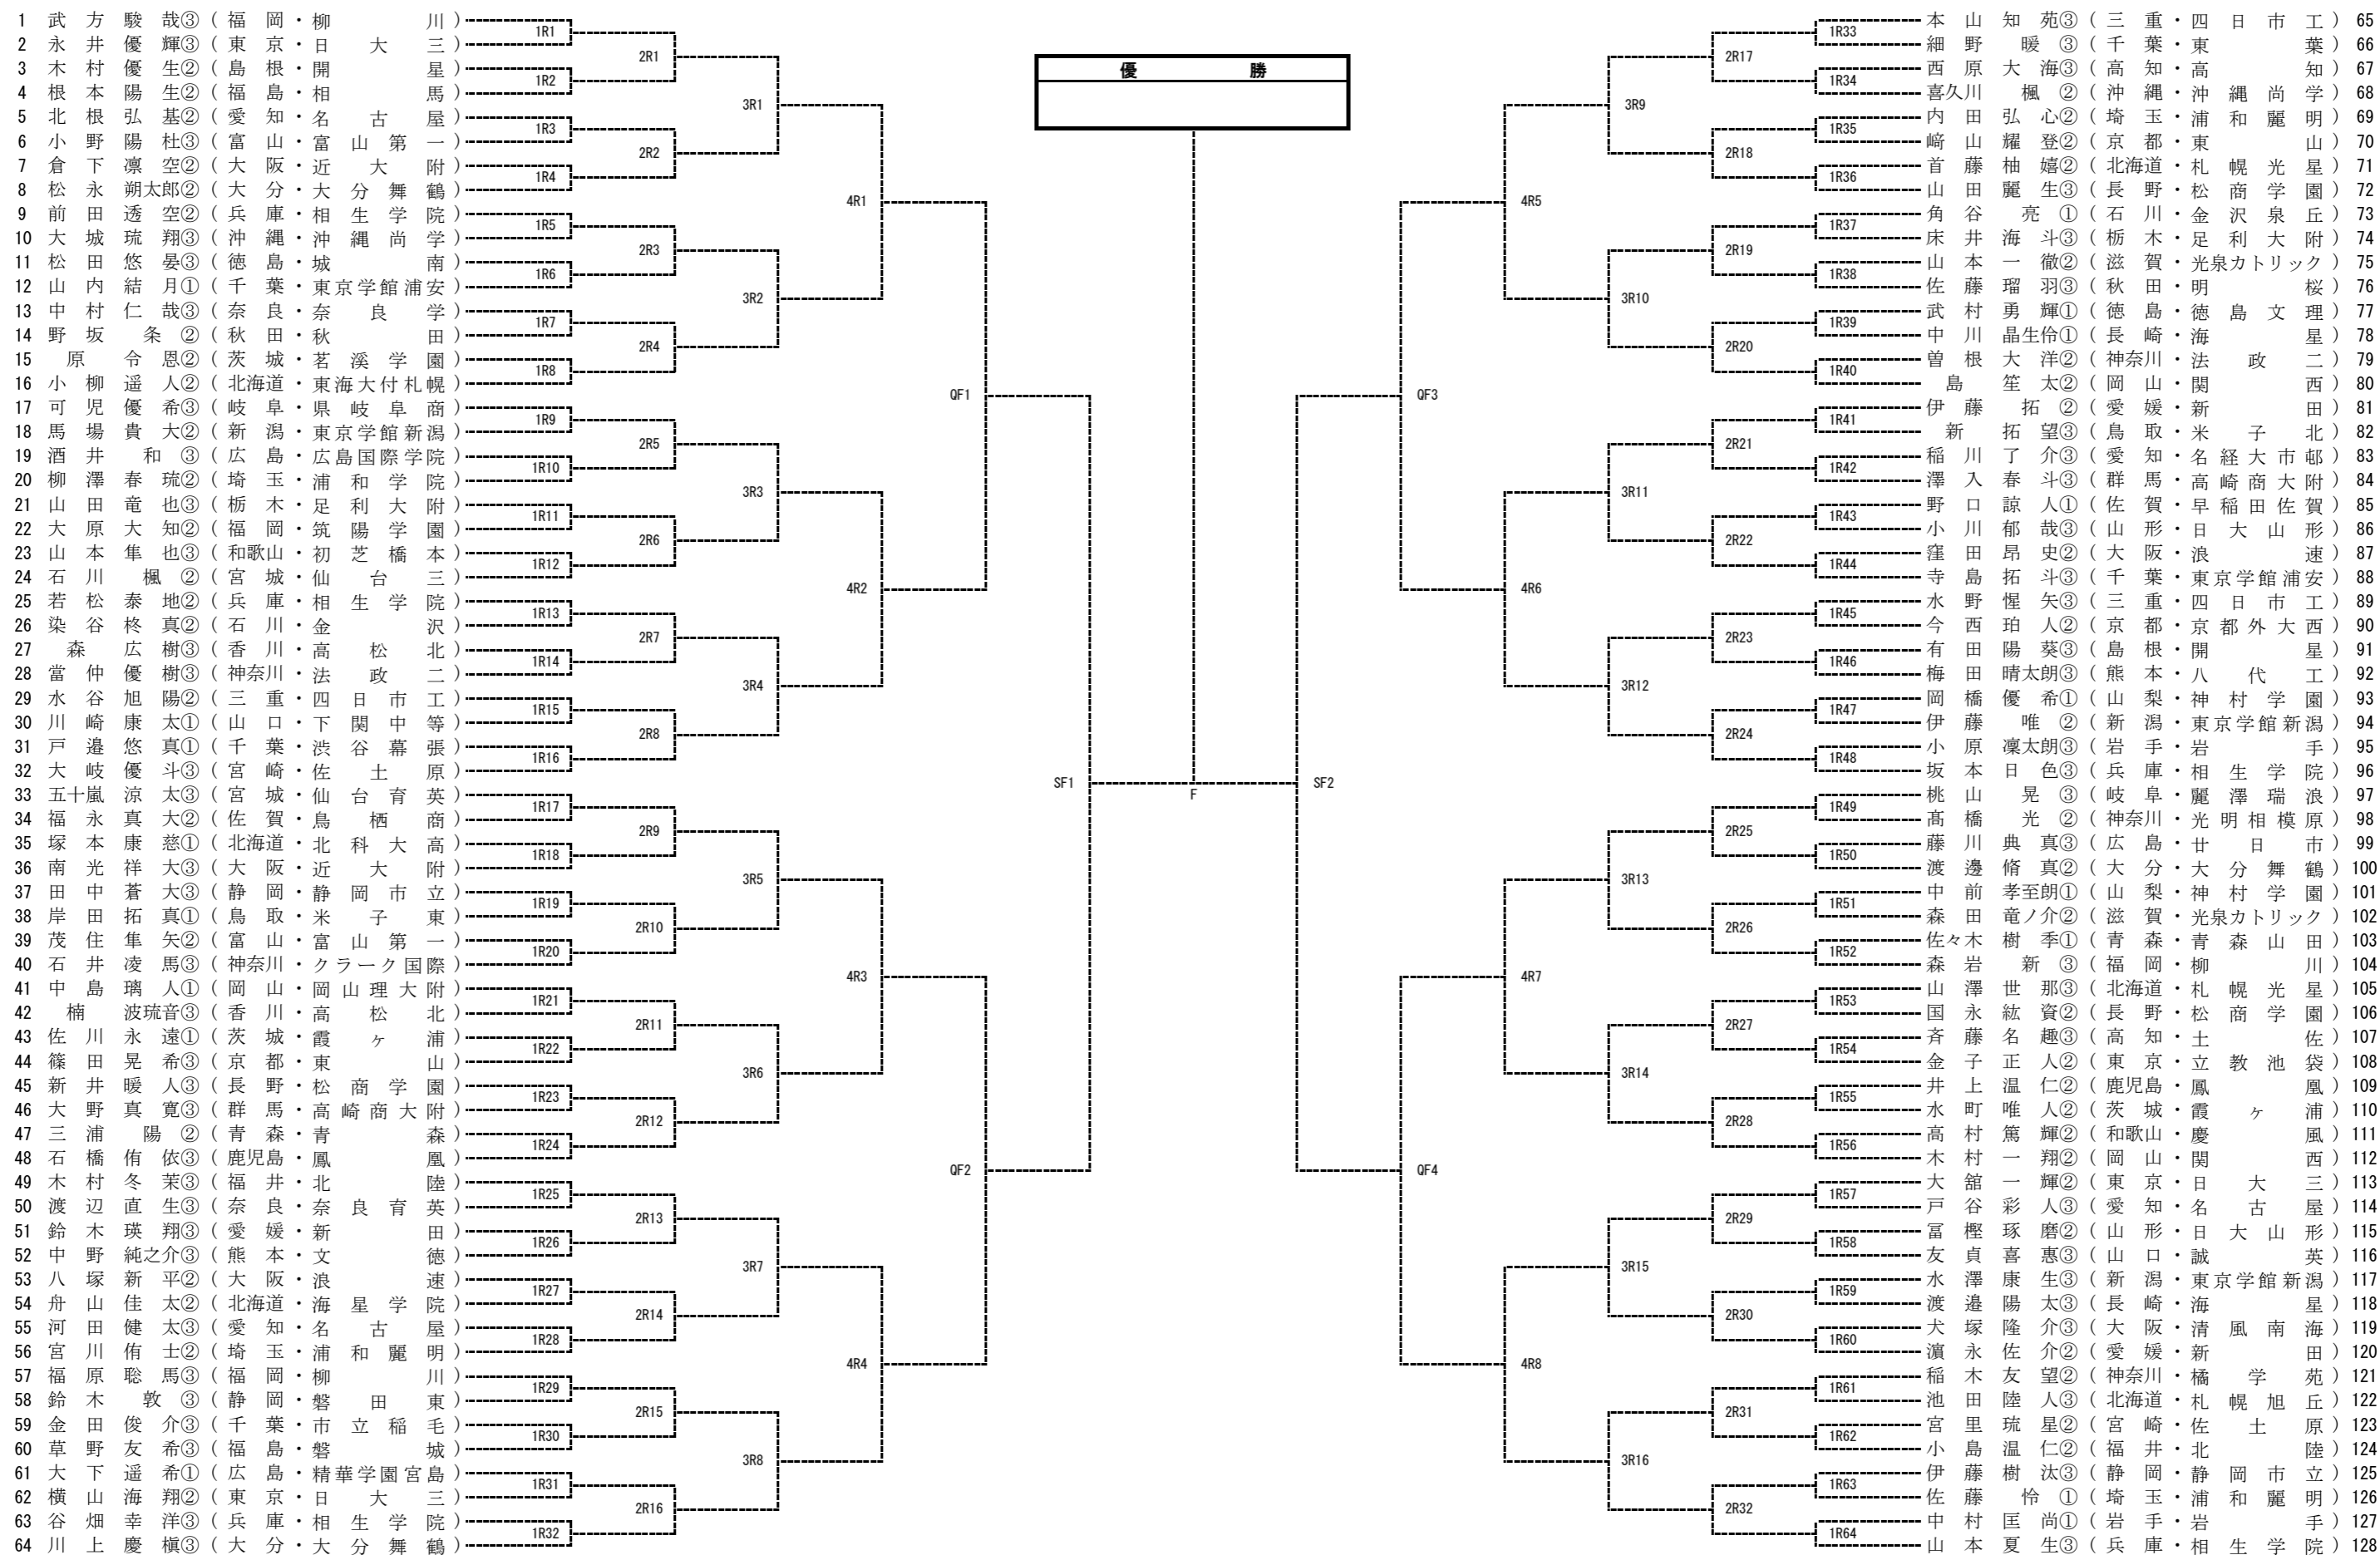 1 武方駿哉③（福岡・柳川）
2 永井優輝③（東京・日大三）
3 木村優生②（島根・開星）
4 根本陽生②（福島・相馬）
5 北根弘基②（愛知・名古屋）
6 小野陽杜③（富山・富山第一）
7 倉下凛空②（大阪・近大附）
8 松永朔太郎②（大分・大分舞鶴）
9 前田透空②（兵庫・相生学院）
10 大城琉翔③（沖縄・沖縄尚学）
11 松田悠晏③（徳島・城南）
12 山内結月①（千葉・東京学館浦安）
13 中村仁哉③（奈良・奈良学）
14 野坂条②（秋田・秋田）
15 原令恩②（茨城・茗溪学園）
16 小柳遥人②（北海道・東海大付札幌）
17 可児優希③（岐阜・県岐阜商）
18 馬場貴大②（新潟・東京学館新潟）
19 酒井和③（広島・広島国際学院）
20 柳澤春琉②（埼玉・浦和学院）
21 山田竜也③（栃木・足利大附）
22 大原大知②（福岡・筑陽学園）
23 山本隼也③（和歌山・初芝橋本）
24 石川楓②（宮城・仙台三）
25 若松泰地②（兵庫・相生学院）
26 染谷柊真②（石川・金沢）
27 森広樹③（香川・高松北）
28 當仲優樹③（神奈川・法政二）
29 水谷旭陽②（三重・四日市工）
30 川崎康太①（山口・下関中等）
31 戸邉悠真①（千葉・渋谷幕張）
32 大岐優斗③（宮崎・佐土原）
33 五十嵐涼太③（宮城・仙台育英）
34 福永真大②（佐賀・鳥栖商）
35 塚本康慈①（北海道・北科大高）
36 南光祥大③（大阪・近大附）
37 田中蒼大③（静岡・静岡市立）
38 岸田拓真①（鳥取・米子東）
39 茂住隼矢②（富山・富山第一）
40 石井凌馬③（神奈川・クラーク国際）
41 中島璃人①（岡山・岡山理大附）
42 楠波琉音③（香川・高松北）
43 佐川永遠①（茨城・霞ヶ浦）
44 篠田晃希③（京都・東山）
45 新井暖人③（長野・松商学園）
46 大野真寛③（群馬・高崎商大附）
47 三浦陽②（青森・青森）
48 石橋侑依③（鹿児島・鳳凰）
49 木村冬茉③（福井・北陸）
50 渡辺直生③（奈良・奈良育英）
51 鈴木瑛翔③（愛媛・新田）
52 中野純之介③（熊本・文徳）
53 八塚新平②（大阪・浪速）
54 舟山佳太②（北海道・海星学院）
55 河田健太③（愛知・名古屋）
56 宮川侑士②（埼玉・浦和麗明）
57 福原聡馬③（福岡・柳川）
58 鈴木敦③（静岡・磐田東）
59 金田俊介③（千葉・市立稲毛）
60 草野友希③（福島・磐城）
61 大下遥希①（広島・精華学園宮島）
62 横山海翔②（東京・日大三）
63 谷畑幸洋③（兵庫・相生学院）
64 川上慶槙③（大分・大分舞鶴）
1R1
1R2
1R3
1R4
1R5
1R6
1R7
1R8
1R9
1R10
1R11
1R12
1R13
1R14
1R15
1R16
1R17
1R18
1R19
1R20
1R21
1R22
1R23
1R24
1R25
1R26
1R27
1R28
1R29
1R30
1R31
1R32
2R1
2R2
2R3
2R4
2R5
2R6
2R7
2R8
2R9
2R10
2R11
2R12
2R13
2R14
2R15
2R16
3R1
3R2
3R3
3R4
3R5
3R6
3R7
3R8
4R1
4R2
4R3
4R4
QF1
QF2
SF1
優勝
F
SF2
QF3
QF4
4R5
4R6
4R7
4R8
3R9
3R10
3R11
3R12
3R13
3R14
3R15
3R16
2R17
2R18
2R19
2R20
2R21
2R22
2R23
2R24
2R25
2R26
2R27
2R28
2R29
2R30
2R31
2R32
1R33
1R34
1R35
1R36
1R37
1R38
1R39
1R40
1R41
1R42
1R43
1R44
1R45
1R46
1R47
1R48
1R49
1R50
1R51
1R52
1R53
1R54
1R55
1R56
1R57
1R58
1R59
1R60
1R61
1R62
1R63
1R64
本山知苑③（三重・四日市工）65
細野暖③（千葉・東葉）66
西原大海③（高知・高知）67
喜久川楓②（沖縄・沖縄尚学）68
内田弘心②（埼玉・浦和麗明）69
﨑山耀登②（京都・東山）70
首藤柚嬉②（北海道・札幌光星）71
山田麗生③（長野・松商学園）72
角谷亮①（石川・金沢泉丘）73
床井海斗③（栃木・足利大附）74
山本一徹②（滋賀・光泉カトリック）75
佐藤瑠羽③（秋田・明桜）76
武村勇輝①（徳島・徳島文理）77
中川晶生伶①（長崎・海星）78
曽根大洋②（神奈川・法政二）79
島笙太②（岡山・関西）80
伊藤拓②（愛媛・新田）81
新拓望③（鳥取・米子北）82
稲川了介③（愛知・名経大市邨）83
澤入春斗③（群馬・高崎商大附）84
野口諒人①（佐賀・早稲田佐賀）85
小川郁哉③（山形・日大山形）86
窪田昂史②（大阪・浪速）87
寺島拓斗③（千葉・東京学館浦安）88
水野惺矢③（三重・四日市工）89
今西珀人②（京都・京都外大西）90
有田陽葵③（島根・開星）91
梅田晴太朗③（熊本・八代工）92
岡橋優希①（山梨・神村学園）93
伊藤唯②（新潟・東京学館新潟）94
小原凜太朗③（岩手・岩手）95
坂本日色③（兵庫・相生学院）96
桃山晃③（岐阜・麗澤瑞浪）97
髙橋光②（神奈川・光明相模原）98
藤川典真③（広島・廿日市）99
渡邊脩真②（大分・大分舞鶴）100
中前孝至朗①（山梨・神村学園）101
森田竜ノ介②（滋賀・光泉カトリック）102
佐々木樹季①（青森・青森山田）103
森岩新③（福岡・柳川）104
山澤世那③（北海道・札幌光星）105
国永紘資②（長野・松商学園）106
斉藤名趣③（高知・土佐）107
金子正人②（東京・立教池袋）108
井上温仁②（鹿児島・鳳凰）109
水町唯人②（茨城・霞ヶ浦）110
高村篤輝②（和歌山・慶風）111
木村一翔②（岡山・関西）112
大舘一輝②（東京・日大三）113
戸谷彩人③（愛知・名古屋）114
冨樫琢磨②（山形・日大山形）115
友貞喜惠③（山口・誠英）116
水澤康生③（新潟・東京学館新潟）117
渡邉陽太③（長崎・海星）118
犬塚隆介③（大阪・清風南海）119
濵永佐介②（愛媛・新田）120
稲木友望②（神奈川・橘学苑）121
池田陸人③（北海道・札幌旭丘）122
宮里琉星②（宮崎・佐土原）123
小島温仁②（福井・北陸）124
伊藤樹汰③（静岡・静岡市立）125
佐藤怜①（埼玉・浦和麗明）126
中村匡尚①（岩手・岩手）127
山本夏生③（兵庫・相生学院）128